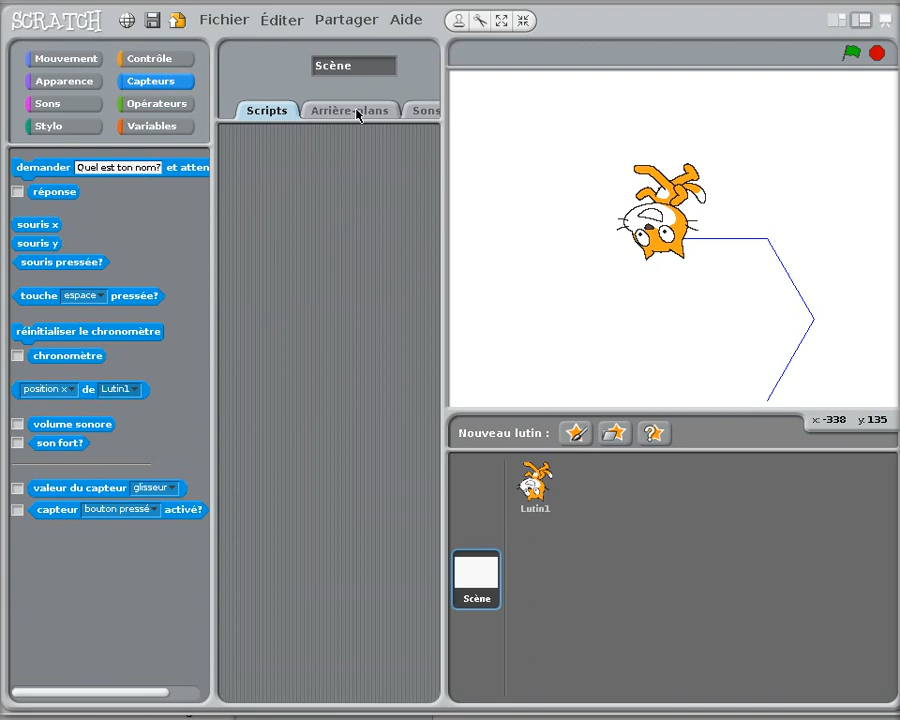 SCRATCH
Fichier Éditer Partager Aide
Mouvement Contrôle
Apparence Capteurs
Sons Opérateurs
Stylo Variables
demander Quel est ton nom? et atten
réponse
souris x
souris y
souris pressée?
touche espace pressée?
réinitialiser le chronomètre
chronomètre
position x de Lutin1
volume sonore
son fort?
valeur du capteur glisseur
capteur bouton pressé activé?
Scène
Scripts Arrière-plans Sons
x: -338 y: 135
Nouveau lutin :
Lutin1
Scène